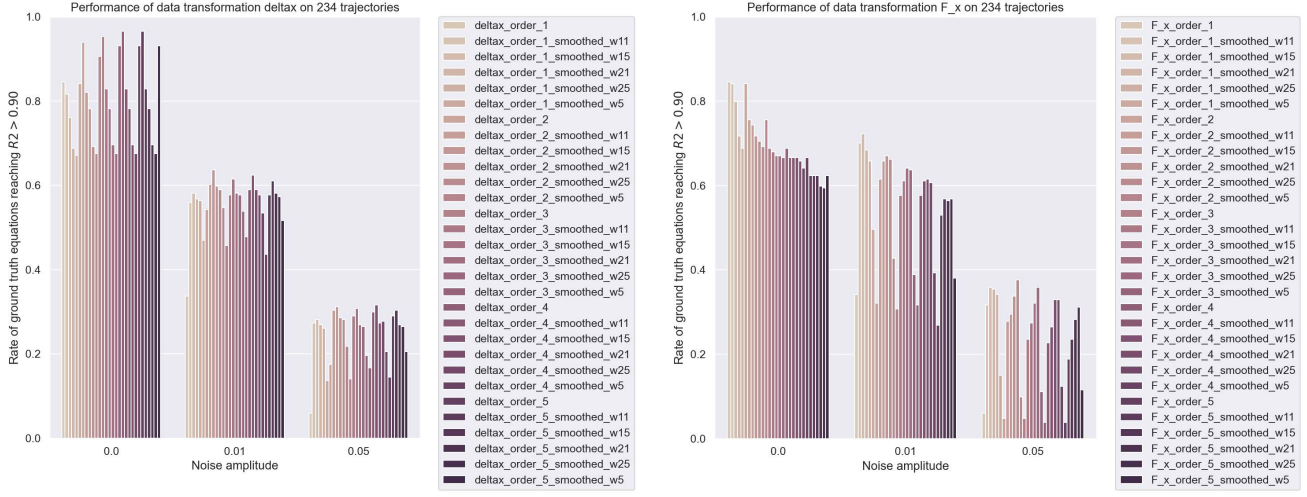 Performance of data transformation deltax on 234 trajectories
1.0
0.8
0.6
0.4
0.2
0.0
Rate of ground truth equations reaching R2 > 0.90
0.0
0.01
0.05
Noise amplitude
deltax_order_1
deltax_order_1_smoothed_w11
deltax_order_1_smoothed_w15
deltax_order_1_smoothed_w21
deltax_order_1_smoothed_w25
deltax_order_1_smoothed_w5
deltax_order_2
deltax_order_2_smoothed_w11
deltax_order_2_smoothed_w15
deltax_order_2_smoothed_w21
deltax_order_2_smoothed_w25
deltax_order_2_smoothed_w5
deltax_order_3
deltax_order_3_smoothed_w11
deltax_order_3_smoothed_w15
deltax_order_3_smoothed_w21
deltax_order_3_smoothed_w25
deltax_order_3_smoothed_w5
deltax_order_4
deltax_order_4_smoothed_w11
deltax_order_4_smoothed_w15
deltax_order_4_smoothed_w21
deltax_order_4_smoothed_w25
deltax_order_4_smoothed_w5
deltax_order_5
deltax_order_5_smoothed_w11
deltax_order_5_smoothed_w15
deltax_order_5_smoothed_w21
deltax_order_5_smoothed_w25
deltax_order_5_smoothed_w5
Performance of data transformation F_x on 234 trajectories
1.0
0.8
0.6
0.4
0.2
0.0
Rate of ground truth equations reaching R2 > 0.90
0.0
0.01
0.05
Noise amplitude
F_x_order_1
F_x_order_1_smoothed_w11
F_x_order_1_smoothed_w15
F_x_order_1_smoothed_w21
F_x_order_1_smoothed_w25
F_x_order_1_smoothed_w5
F_x_order_2
F_x_order_2_smoothed_w11
F_x_order_2_smoothed_w15
F_x_order_2_smoothed_w21
F_x_order_2_smoothed_w25
F_x_order_2_smoothed_w5
F_x_order_3
F_x_order_3_smoothed_w11
F_x_order_3_smoothed_w15
F_x_order_3_smoothed_w21
F_x_order_3_smoothed_w25
F_x_order_3_smoothed_w5
F_x_order_4
F_x_order_4_smoothed_w11
F_x_order_4_smoothed_w15
F_x_order_4_smoothed_w21
F_x_order_4_smoothed_w25
F_x_order_4_smoothed_w5
F_x_order_5
F_x_order_5_smoothed_w11
F_x_order_5_smoothed_w15
F_x_order_5_smoothed_w21
F_x_order_5_smoothed_w25
F_x_order_5_smoothed_w5